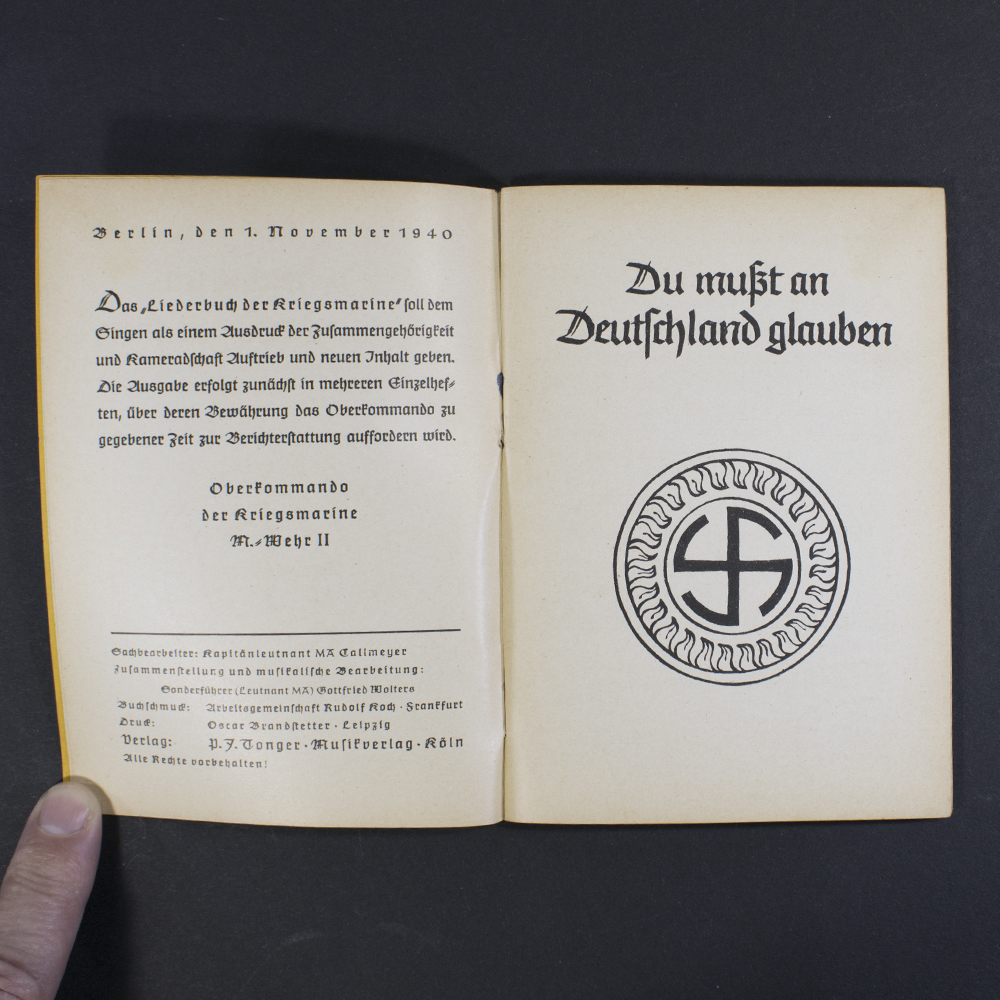 Berlin, den 1. November 1940
Das „Liederbuch der Kriegsmarine“ soll dem
Singen als einem Ausdruck der Zusammengehörigkeit
und Kameradschaft Auftrieb und neuen Inhalt geben.
Die Ausgabe erfolgt zunächst in mehreren Einzelhef-
ten, über deren Bewährung das Oberkommando zu
gegebener Zeit zur Berichterstattung auffordern wird.
Oberkommando
der Kriegsmarine
M.-Wehr II
Sachbearbeiter: Kapitänleutnant MA Callmeyer
Zusammenstellung und musikalische Bearbeitung:
Sonderführer (Leutnant MA) Gottfried Wolters
Buchschmuck: Arbeitsgemeinschaft Rudolf Koch · Frankfurt
Druck: Oscar Brandstetter · Leipzig
Verlag: P. J. Tonger · Musikverlag · Köln
Alle Rechte vorbehalten!
Du mußt an
Deutschland glauben